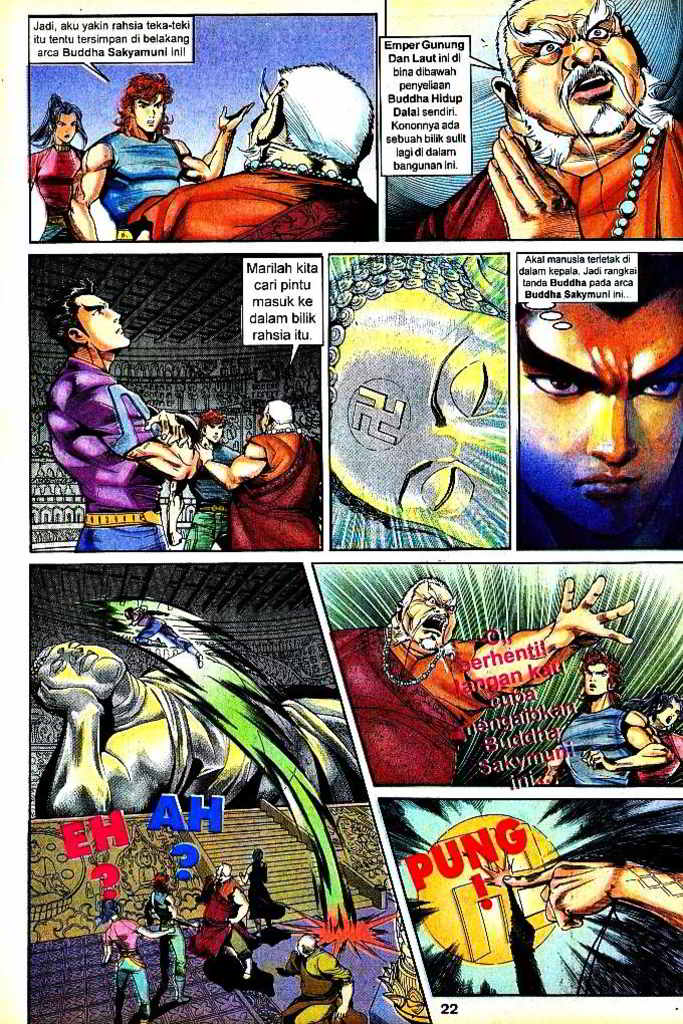 Jadi, aku yakin rahsia teka-teki
itu tentu tersimpan di belakang
arca Buddha Sakyamuni ini!
Emper Gunung
Dan Laut ini di
bina dibawah
penyeliaan
Buddha Hidup
Dalai sendiri.
Kononnya ada
sebuah bilik sulit
lagi di dalam
bangunan ini.
Marilah kita
cari pintu
masuk ke
dalam bilik
rahsia itu.
Akal manusia terletak di
dalam kepala. Jadi rangkai
tanda Buddha pada arca
Buddha Sakymuni ini...
berhenti!
Jangan kau
Buddha
Sakymuni
ini!
EH
?
AH
?
PUNG
!
22